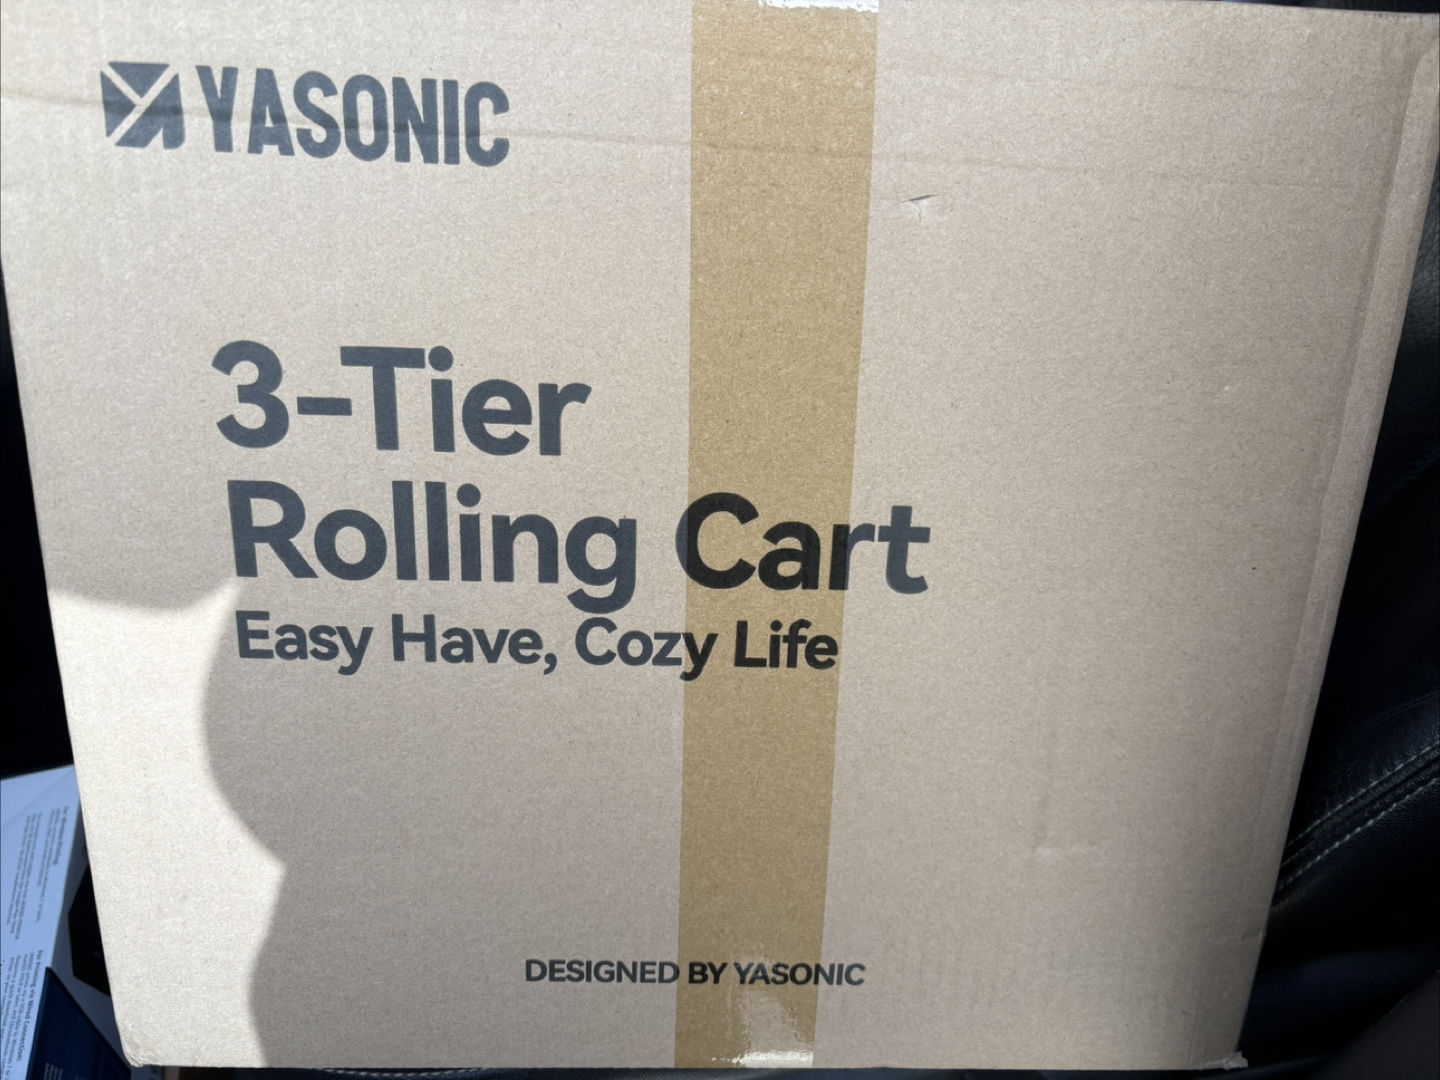 YASONIC
3-Tier
Rolling Cart
Easy Have, Cozy Life
DESIGNED BY YASONIC